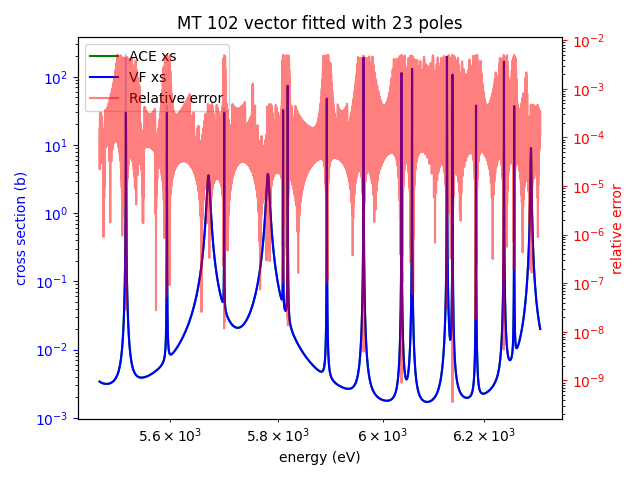 MT 102 vector fitted with 23 poles
ACE xs
VF xs
Relative error
cross section (b)
10²
10¹
10⁰
10⁻¹
10⁻²
10⁻³
10⁻²
10⁻³
10⁻⁴
10⁻⁵
10⁻⁶
10⁻⁷
10⁻⁸
10⁻⁹
relative error
5.6 × 10³ 5.8 × 10³ 6 × 10³ 6.2 × 10³
energy (eV)